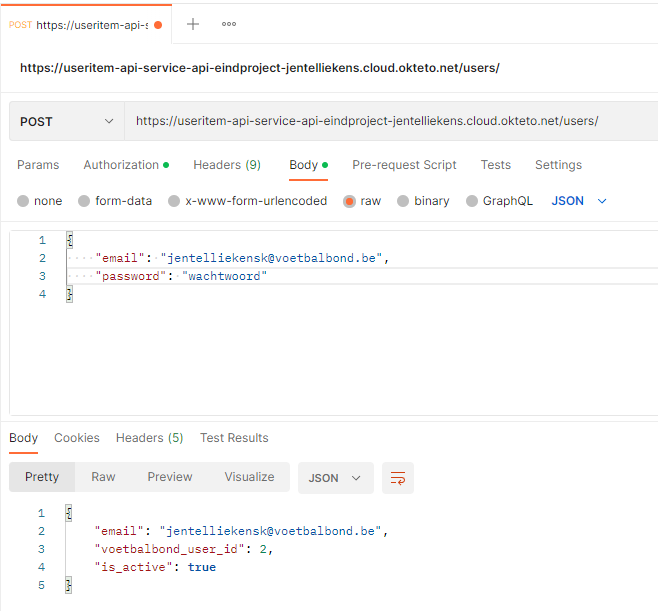 POST https://useritem-api-s
https://useritem-api-service-api-eindproject-jentelliekens.cloud.okteto.net/users/
POST https://useritem-api-service-api-eindproject-jentelliekens.cloud.okteto.net/users/
Params Authorization Headers (9) Body Pre-request Script Tests Settings
none form-data x-www-form-urlencoded raw binary GraphQL JSON
1 {
2 "email": "jentelliekensk@voetbalbond.be",
3 "password": "wachtwoord"
4 }
Body Cookies Headers (5) Test Results
Pretty Raw Preview Visualize JSON
1 {
2 "email": "jentelliekensk@voetbalbond.be",
3 "voetbalbond_user_id": 2,
4 "is_active": true
5 }